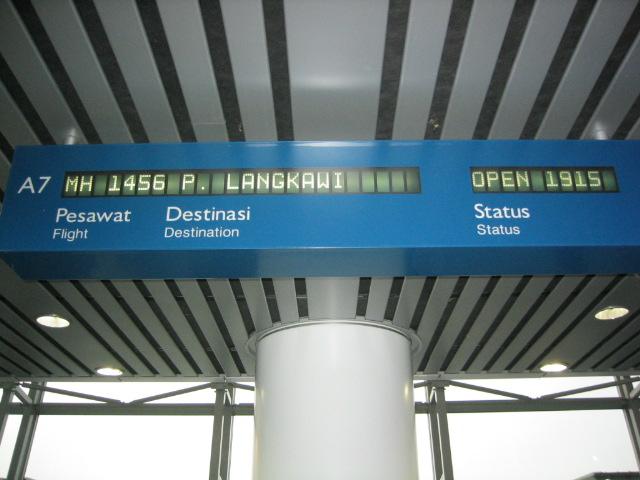 A7 MH 1456 P. LANGKAWI OPEN 1915
Pesawat Destinasi Status
Flight Destination Status